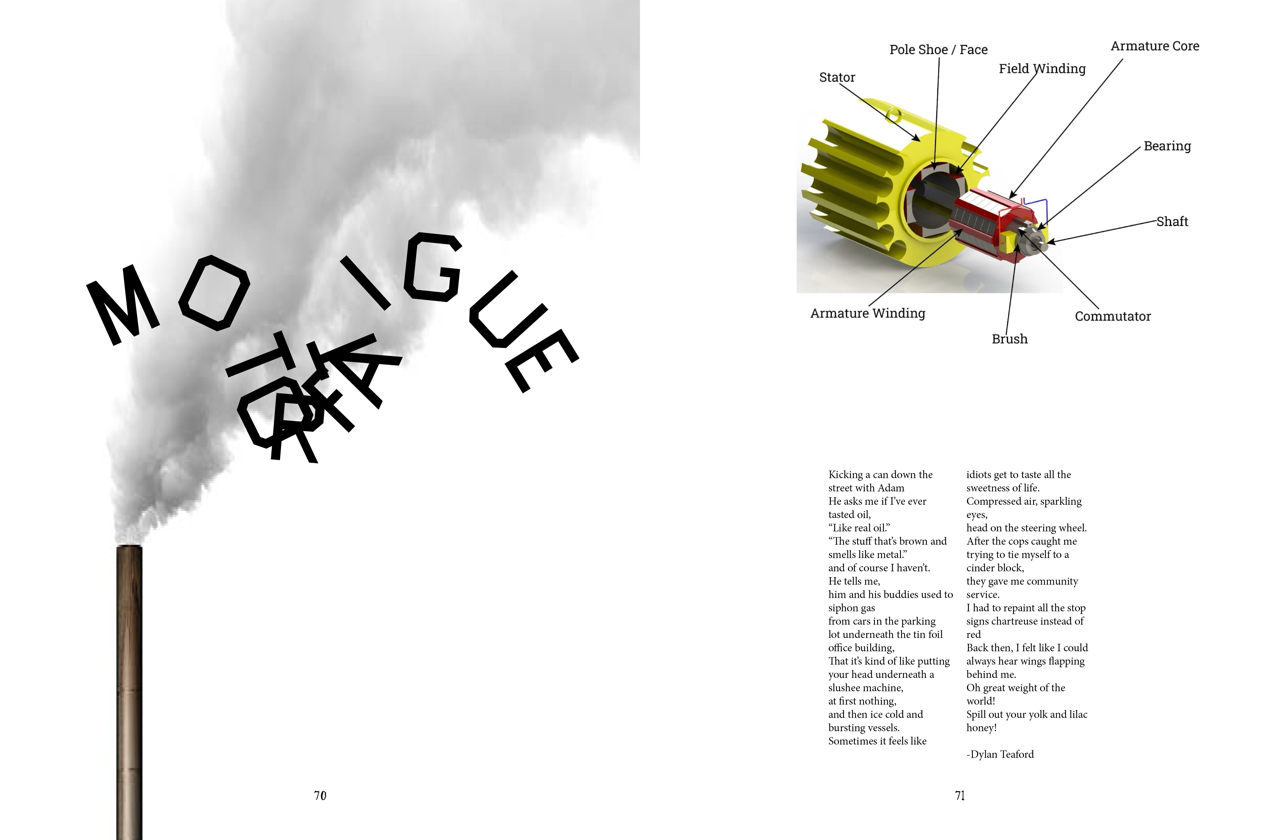 MOTOR FATIGUE
70
Pole Shoe / Face
Armature Core
Field Winding
Stator
Bearing
Shaft
Armature Winding
Commutator
Brush
Kicking a can down the
street with Adam
He asks me if I’ve ever
tasted oil,
“Like real oil.”
“The stuff that’s brown and
smells like metal.”
and of course I haven’t.
He tells me,
him and his buddies used to
siphon gas
from cars in the parking
lot underneath the tin foil
office building,
That it’s kind of like putting
your head underneath a
slushee machine,
at first nothing,
and then ice cold and
bursting vessels.
Sometimes it feels like
idiots get to taste all the
sweetness of life.
Compressed air, sparkling
eyes,
head on the steering wheel.
After the cops caught me
trying to tie myself to a
cinder block,
they gave me community
service.
I had to repaint all the stop
signs chartreuse instead of
red
Back then, I felt like I could
always hear wings flapping
behind me.
Oh great weight of the
world!
Spill out your yolk and lilac
honey!
-Dylan Teaford
71